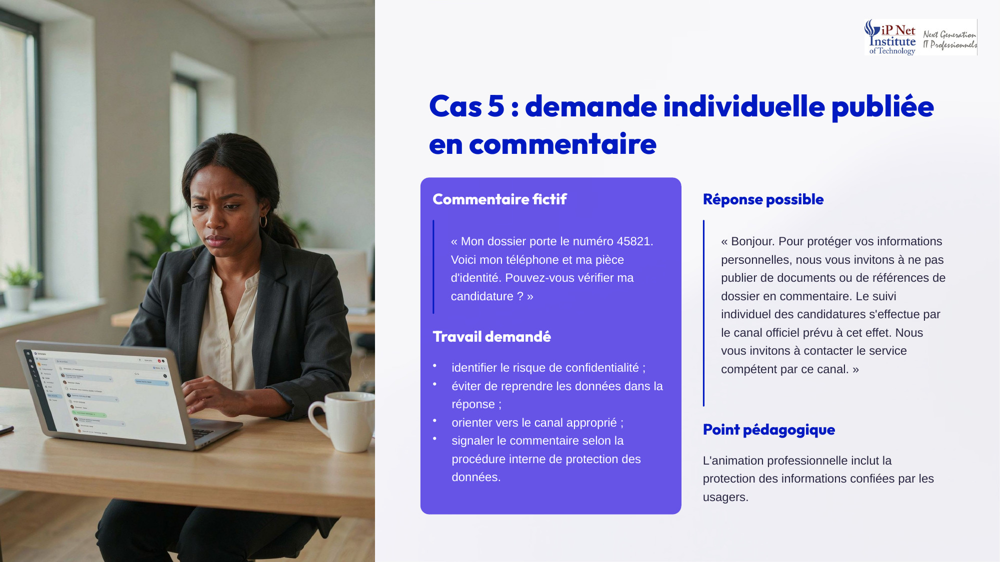 iP Net
Institute
of Technology
Next Generation
IT Professionnels
Cas 5 : demande individuelle publiée
en commentaire
Commentaire fictif
« Mon dossier porte le numéro 45821.
Voici mon téléphone et ma pièce
d'identité. Pouvez-vous vérifier ma
candidature ? »
Travail demandé
• identifier le risque de confidentialité ;
• éviter de reprendre les données dans la
réponse ;
• orienter vers le canal approprié ;
• signaler le commentaire selon la
procédure interne de protection des
données.
Réponse possible
« Bonjour. Pour protéger vos informations
personnelles, nous vous invitons à ne pas
publier de documents ou de références de
dossier en commentaire. Le suivi
individuel des candidatures s'effectue par
le canal officiel prévu à cet effet. Nous
vous invitons à contacter le service
compétent par ce canal. »
Point pédagogique
L'animation professionnelle inclut la
protection des informations confiées par les
usagers.